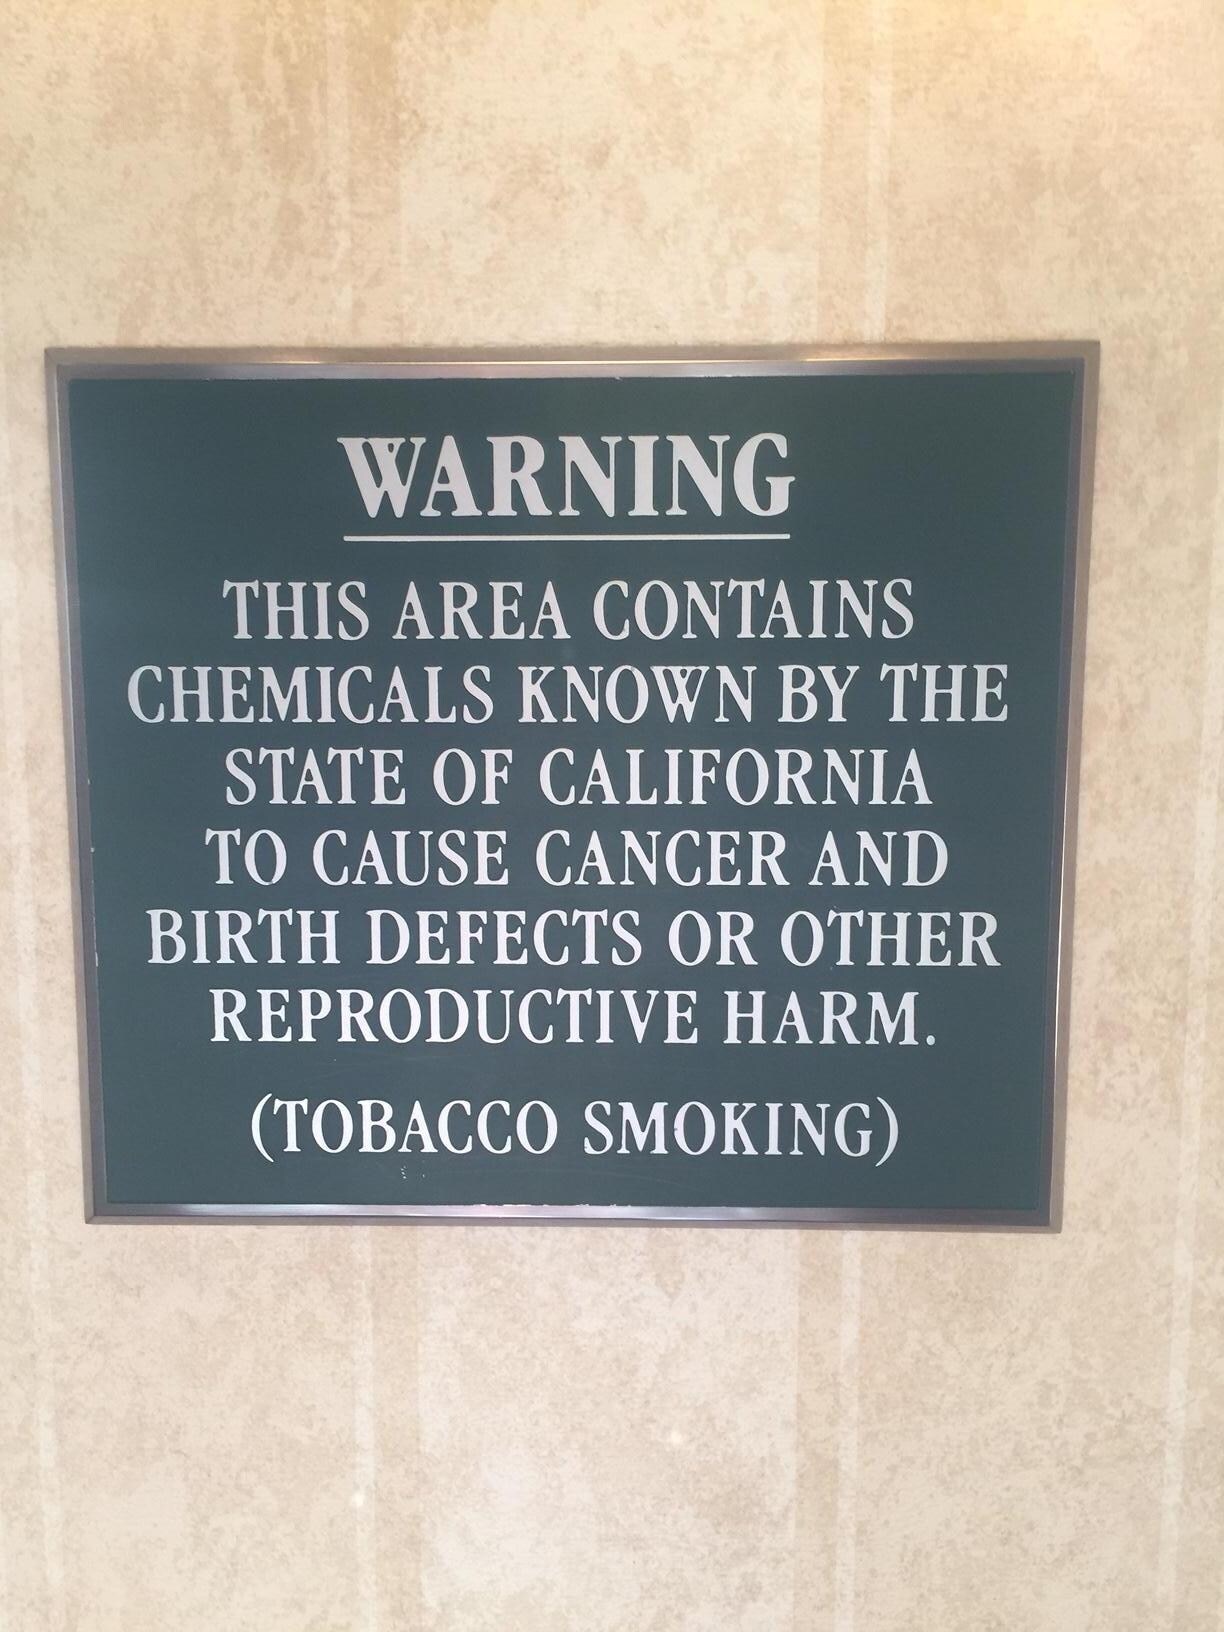 WARNING
THIS AREA CONTAINS
CHEMICALS KNOWN BY THE
STATE OF CALIFORNIA
TO CAUSE CANCER AND
BIRTH DEFECTS OR OTHER
REPRODUCTIVE HARM.
(TOBACCO SMOKING)